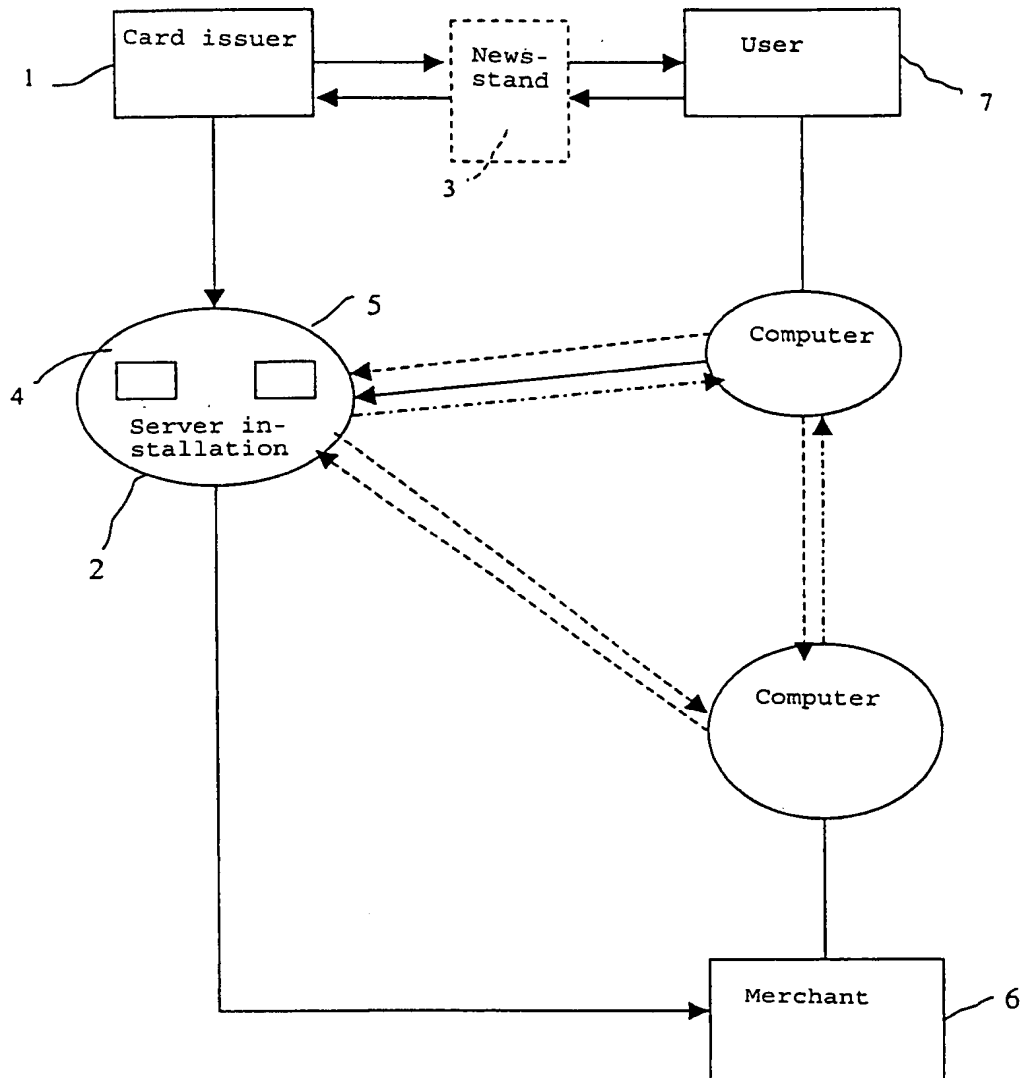 Card issuer
News-
stand
User
1
7
3
5
4
Computer
Server in-
stallation
2
Computer
Merchant
6